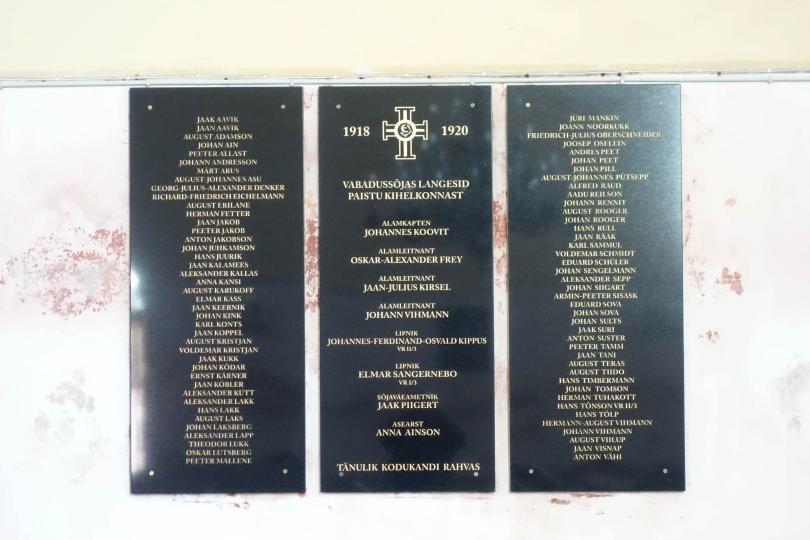 JAAK AAVIK
JAAN AAVIK
AUGUST ADAMSON
JOHAN AIN
PEETER ALLAST
JOHANN ANDRESSON
MÄRT ARUS
AUGUST-JOHANNES ASU
GEORG-JULIUS-ALEXANDER DENKER
RICHARD-FRIEDRICH EICHELMANN
AUGUST ERILANE
HERMAN FETTER
JAAN JAKOB
PEETER JAKOB
ANTON JAKOBSON
JOHAN JUHKAMSON
HANS JUURIK
JAAN KALAMEES
ALEKSANDER KALLAS
ANNA KANSI
AUGUST KARUKOFF
ELMAR KASS
JAAN KEERNIK
JOHAN KINK
KARL KONTS
JAAN KOPPEL
AUGUST KRISTJAN
VOLDEMAR KRISTJAN
JAAK KUKK
JOHAN KÕDAR
ERNST KÄRNER
JAAN KÖBLER
ALEKSANDER KÜTT
ALEKSANDER LAKK
HANS LAKK
AUGUST LAKS
JOHAN LAKSBERG
ALEKSANDER LAPP
THEODOR LUKK
OSKAR LUTSBERG
PEETER MALLENE
1918 1920
VABADUSSÕJAS LANGESID
PAISTU KIHELKONNAST
ALAMKAPTEN
JOHANNES KOOVIT
ALAMLEITNANT
OSKAR-ALEXANDER FREY
ALAMLEITNANT
JAAN-JULIUS KIRSEL
ALAMLEITNANT
JOHANN VIHMANN
LIPNIK
JOHANNES-FERDINAND-OSVALD KIPPUS
VR II/3
LIPNIK
ELMAR SANGERNEBO
VR I/3
SÕJAVÄEAMETNIK
JAAK PIIGERT
ASEARST
ANNA AINSON
TÄNULIK KODUKANDI RAHVAS
JÜRI MANKIN
JOANN NOORKUKK
FRIEDRICH-JULIUS OBERSCHNEIDER
JOOSEP OSELEIN
ANDRES PEET
JOHAN PEET
JOHAN PILL
AUGUST-JOHANNES PÜTSEPP
ALFRED RAUD
AADU REILSON
JOHANN RENNIT
AUGUST ROOGER
JOHAN ROOGER
HANS RULL
JAAN RÄÄK
KARL SAMMUL
VOLDEMAR SCHMIDT
EDUARD SCHÜLER
JOHAN SENGELMANN
ALEKSANDER SEPP
JOHAN SIIGART
ARMIN-PEETER SISASK
EDUARD SOVA
JOHAN SOVA
JOHAN SULTS
JAAK SURI
ANTON SUSTER
PEETER TAMM
JAAN TANI
AUGUST TERAS
AUGUST TIIDO
HANS TIMBERMANN
JOHAN TOMSON
HERMAN TUHAKOTT
HANS TÕNSON VR II/3
HANS TÕLP
HERMANN-AUGUST VIHMANN
JOHANN VIHMANN
AUGUST VIILUP
JAAN VISNAP
ANTON VÄHI